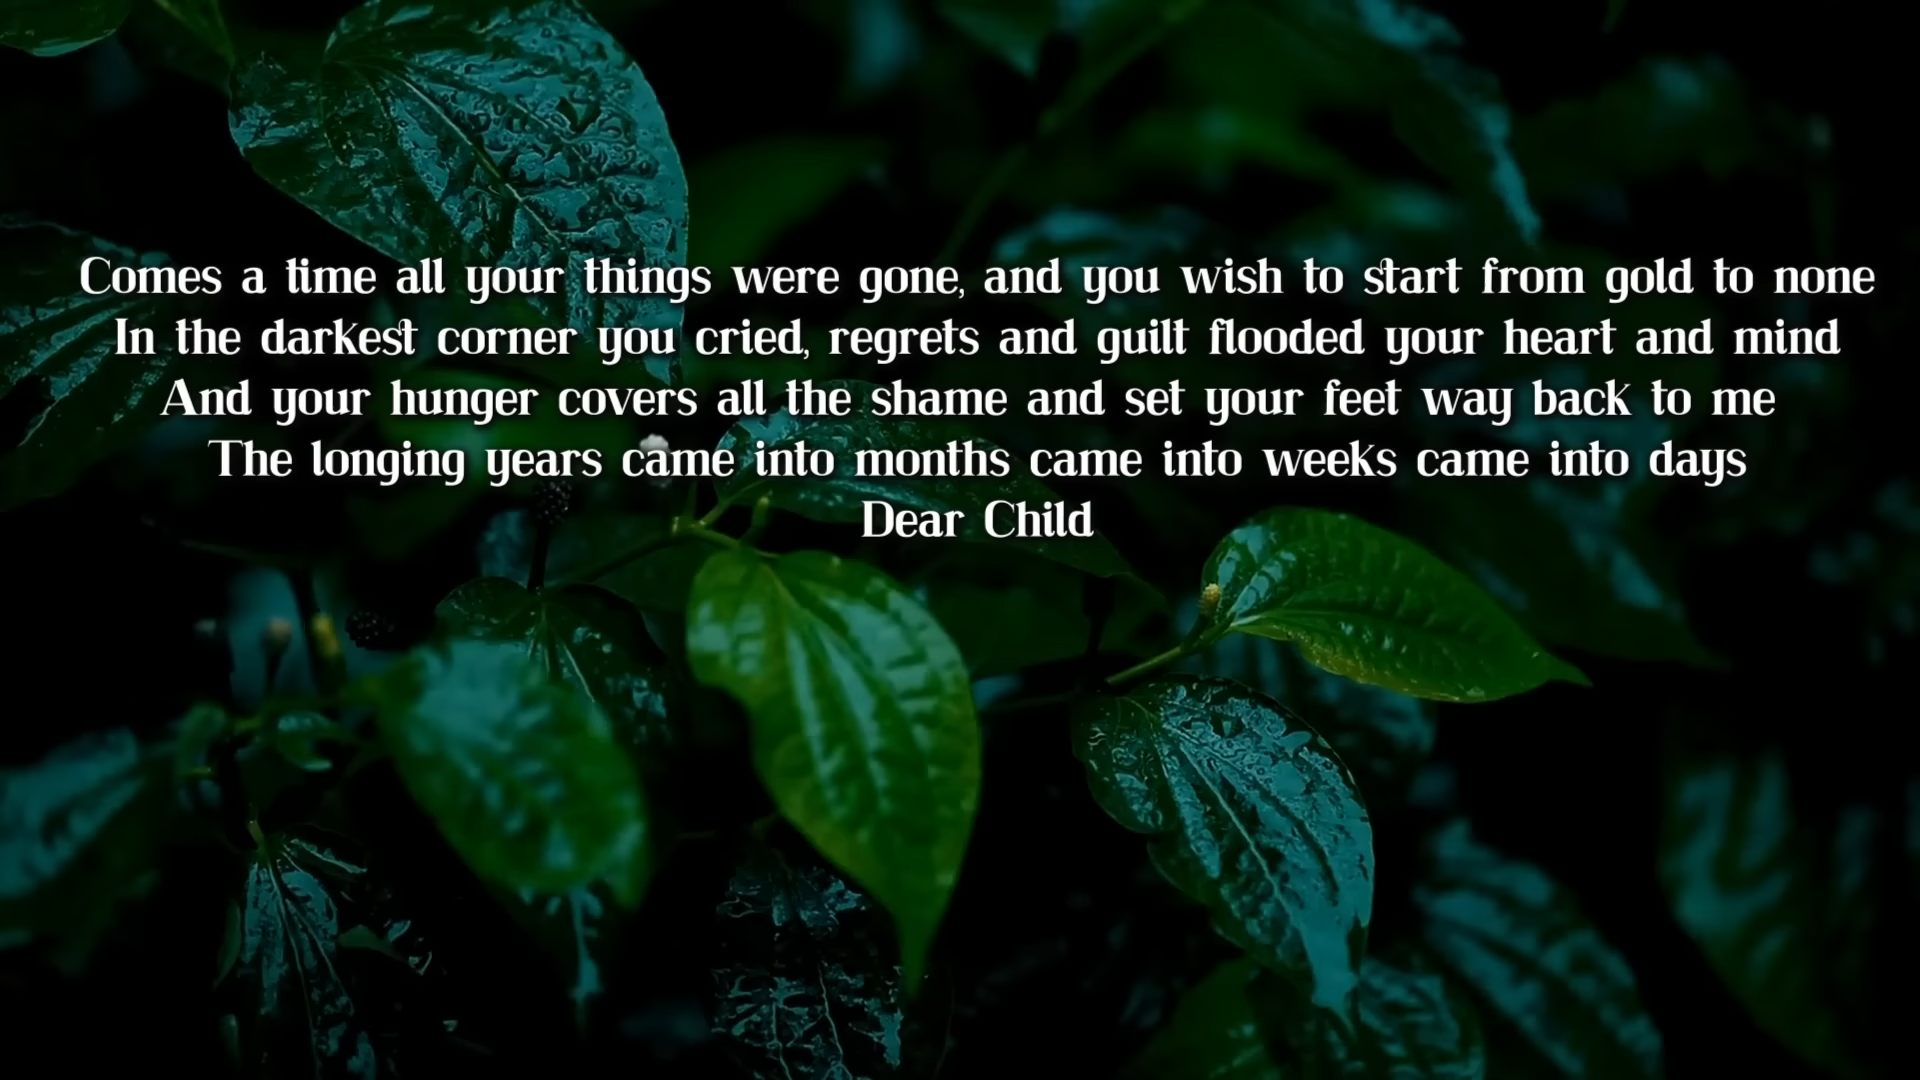 Comes a time all your things were gone, and you wish to start from gold to none
In the darkest corner you cried, regrets and guilt flooded your heart and mind
And your hunger covers all the shame and set your feet way back to me
The longing years came into months came into weeks came into days
Dear Child